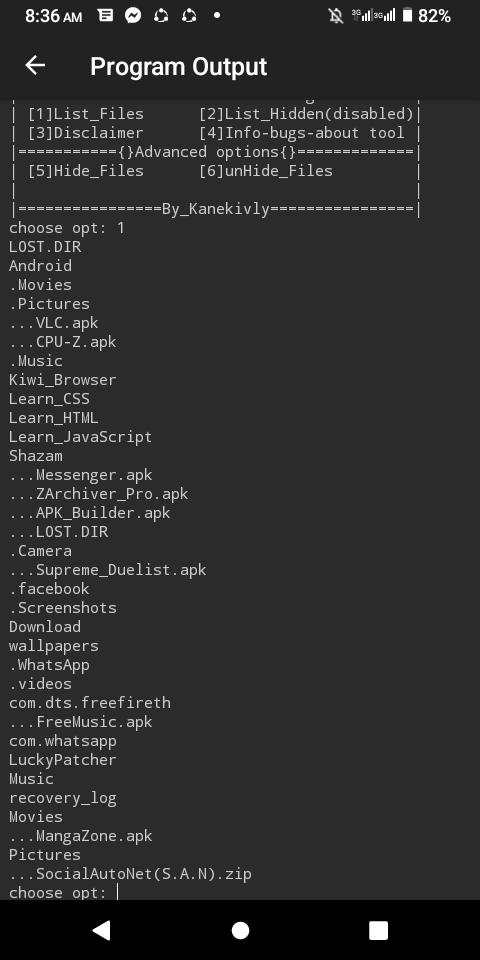 8:36 AM 3G 3G 82%
Program Output
| [1]List_Files [2]List_Hidden(disabled)|
| [3]Disclaimer [4]Info-bugs-about tool |
|==========={}Advanced options{}=============|
| [5]Hide_Files [6]unHide_Files |
| |
|================By_Kanekivly================|
choose opt: 1
LOST.DIR
Android
.Movies
.Pictures
...VLC.apk
...CPU-Z.apk
.Music
Kiwi_Browser
Learn_CSS
Learn_HTML
Learn_JavaScript
Shazam
...Messenger.apk
...ZArchiver_Pro.apk
...APK_Builder.apk
...LOST.DIR
.Camera
...Supreme_Duelist.apk
.facebook
.Screenshots
Download
wallpapers
.WhatsApp
.videos
com.dts.freefireth
...FreeMusic.apk
com.whatsapp
LuckyPatcher
Music
recovery_log
Movies
...MangaZone.apk
Pictures
...SocialAutoNet(S.A.N).zip
choose opt: